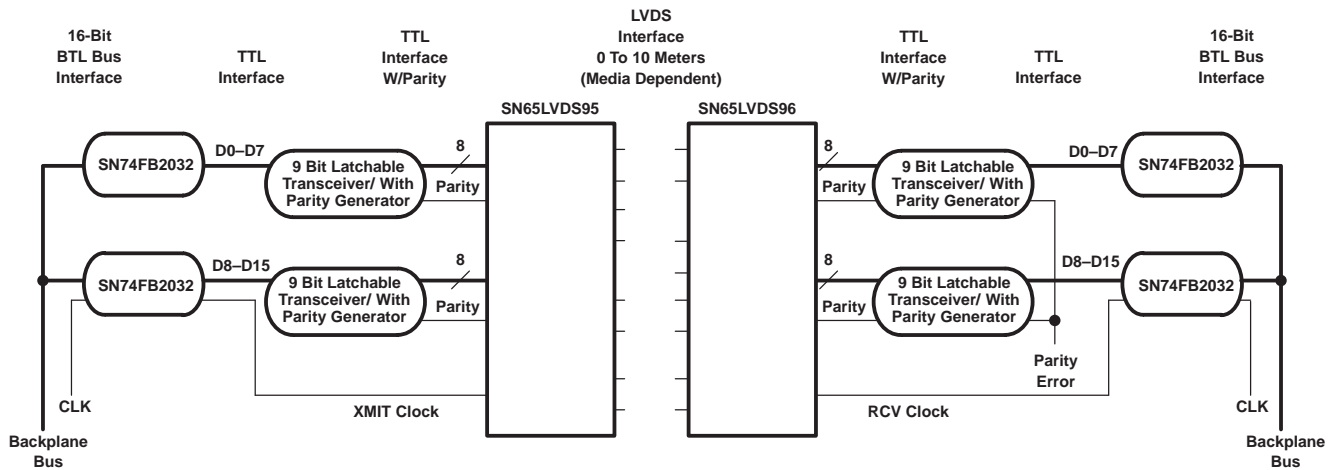 16-Bit
BTL Bus
Interface
TTL
Interface
TTL
Interface
W/Parity
LVDS
Interface
0 To 10 Meters
(Media Dependent)
TTL
Interface
W/Parity
TTL
Interface
16-Bit
BTL Bus
Interface
SN65LVDS95
SN65LVDS96
SN74FB2032
D0–D7
9 Bit Latchable
Transceiver/ With
Parity Generator
8
Parity
8
Parity
9 Bit Latchable
Transceiver/ With
Parity Generator
D0–D7
SN74FB2032
SN74FB2032
D8–D15
9 Bit Latchable
Transceiver/ With
Parity Generator
8
Parity
8
Parity
9 Bit Latchable
Transceiver/ With
Parity Generator
D8–D15
SN74FB2032
Parity
Error
CLK
XMIT Clock
RCV Clock
CLK
Backplane
Bus
Backplane
Bus